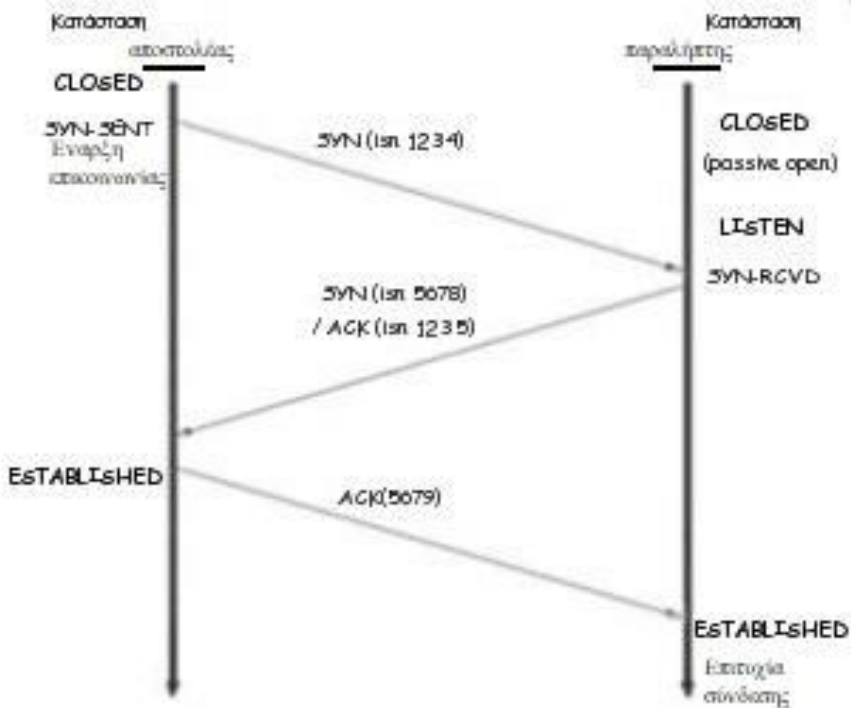 Κατάσταση
αποστολέας
Κατάσταση
παραλήπτης
CLOSED
SYN-SENT
Έναρξη
επικοινωνίας
SYN (isn 1234)
CLOSED
(passive open)
LISTEN
SYN-RCVD
SYN (isn 5678)
/ ACK (isn 1235)
ESTABLISHED
ACK(5679)
ESTABLISHED
Επιτυχία
σύνδεσης